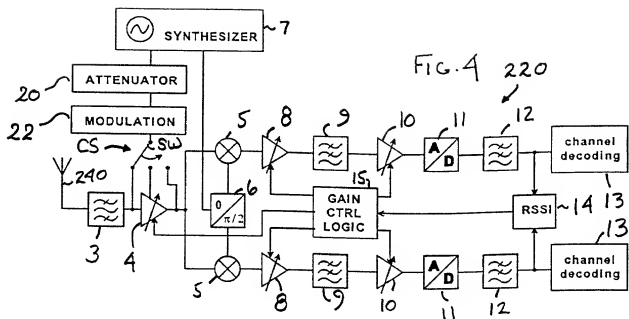 SYNTHESIZER
7
20
ATTENUATOR
FIG. 4
220
22
MODULATION
CS
SW
5
8
9
10
11
12
A
D
channel
decoding
240
15
6
0
π/2
GAIN
CTRL
LOGIC
RSSI
14
13
13
3
4
A
D
channel
decoding
5
8
9
10
11
12